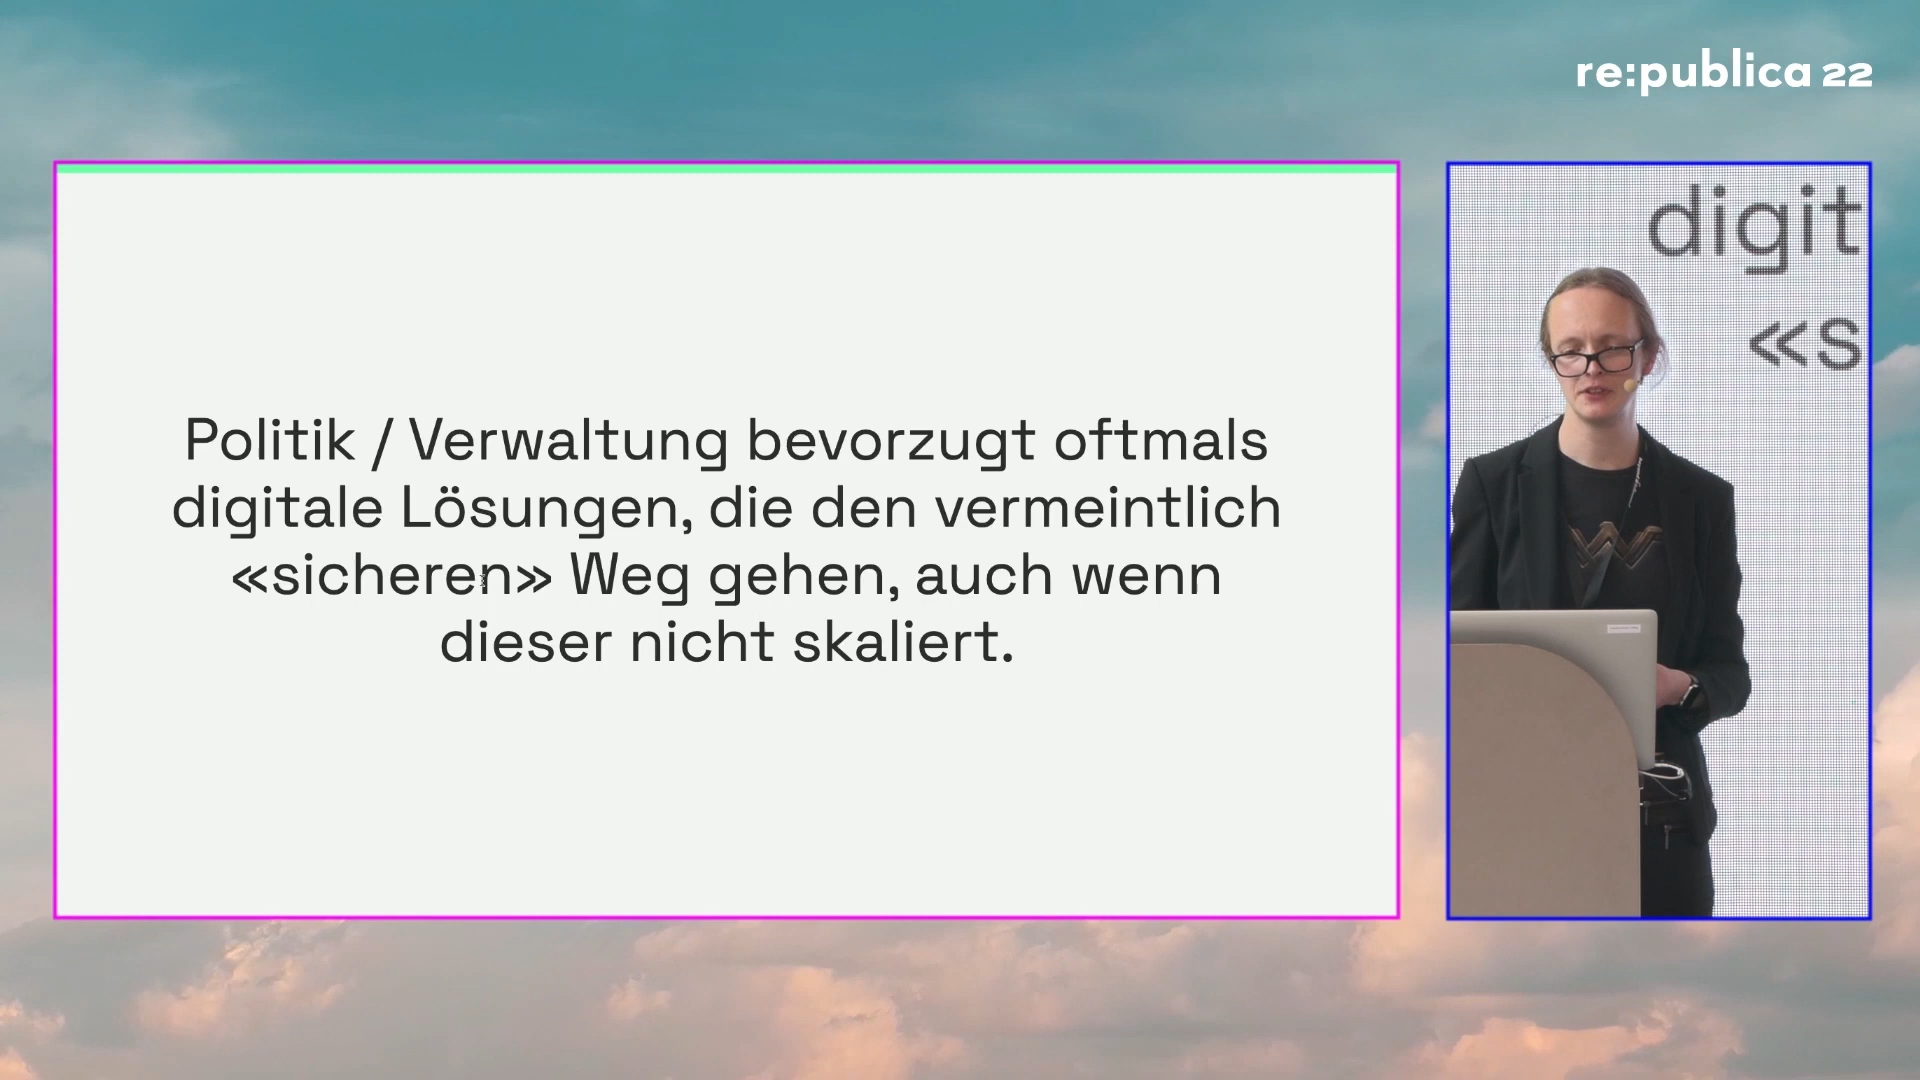 re:publica 22
Politik / Verwaltung bevorzugt oftmals
digitale Lösungen, die den vermeintlich
«sicheren» Weg gehen, auch wenn
dieser nicht skaliert.
digit
«s